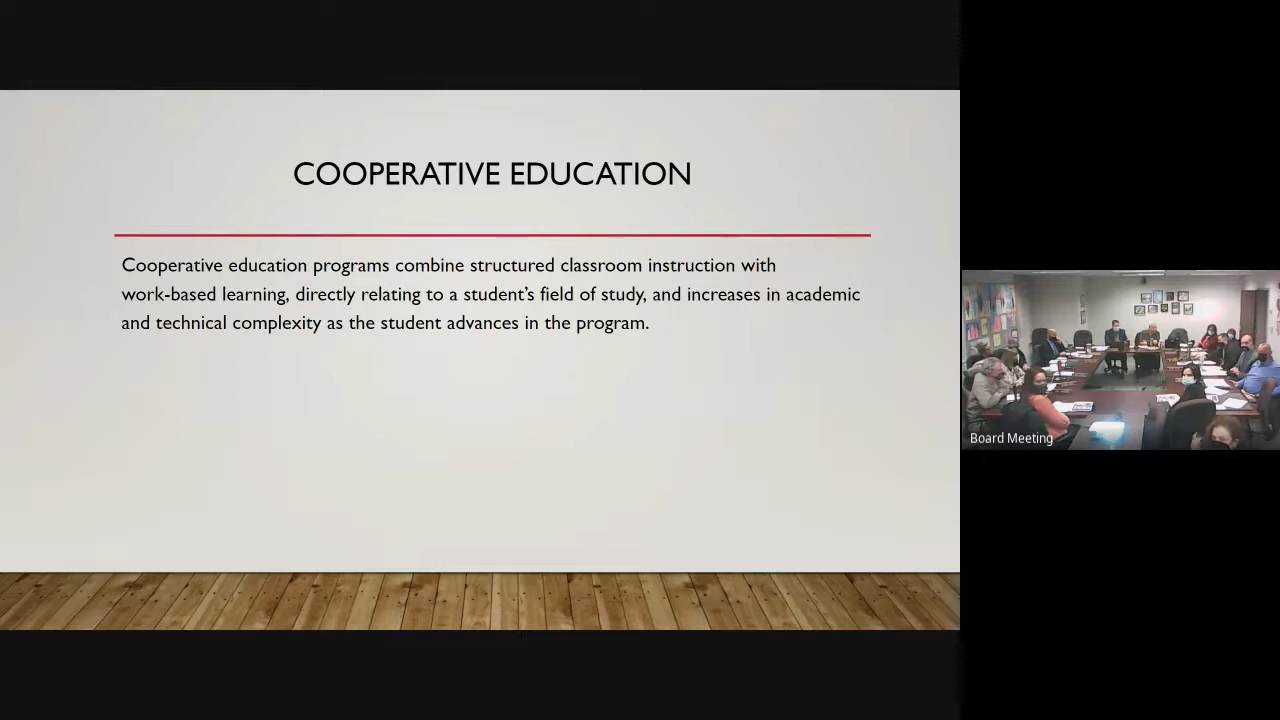 COOPERATIVE EDUCATION
Cooperative education programs combine structured classroom instruction with
work-based learning, directly relating to a student’s field of study, and increases in academic
and technical complexity as the student advances in the program.
Board Meeting